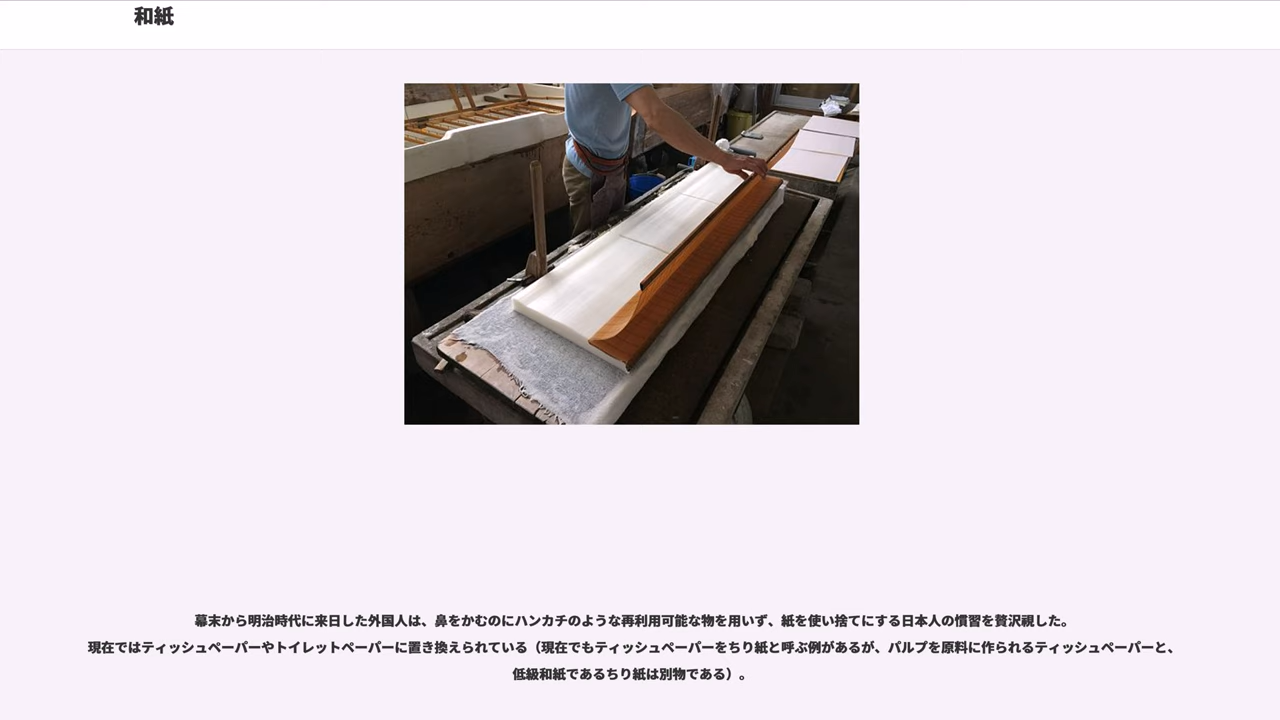 和紙
幕末から明治時代に来日した外国人は、鼻をかむのにハンカチのような再利用可能な物を用いず、紙を使い捨てにする日本人の慣習を贅沢視した。
現在ではティッシュペーパーやトイレットペーパーに置き換えられている（現在でもティッシュペーパーをちり紙と呼ぶ例があるが、パルプを原料に作られるティッシュペーパーと、
低級和紙であるちり紙は別物である）。